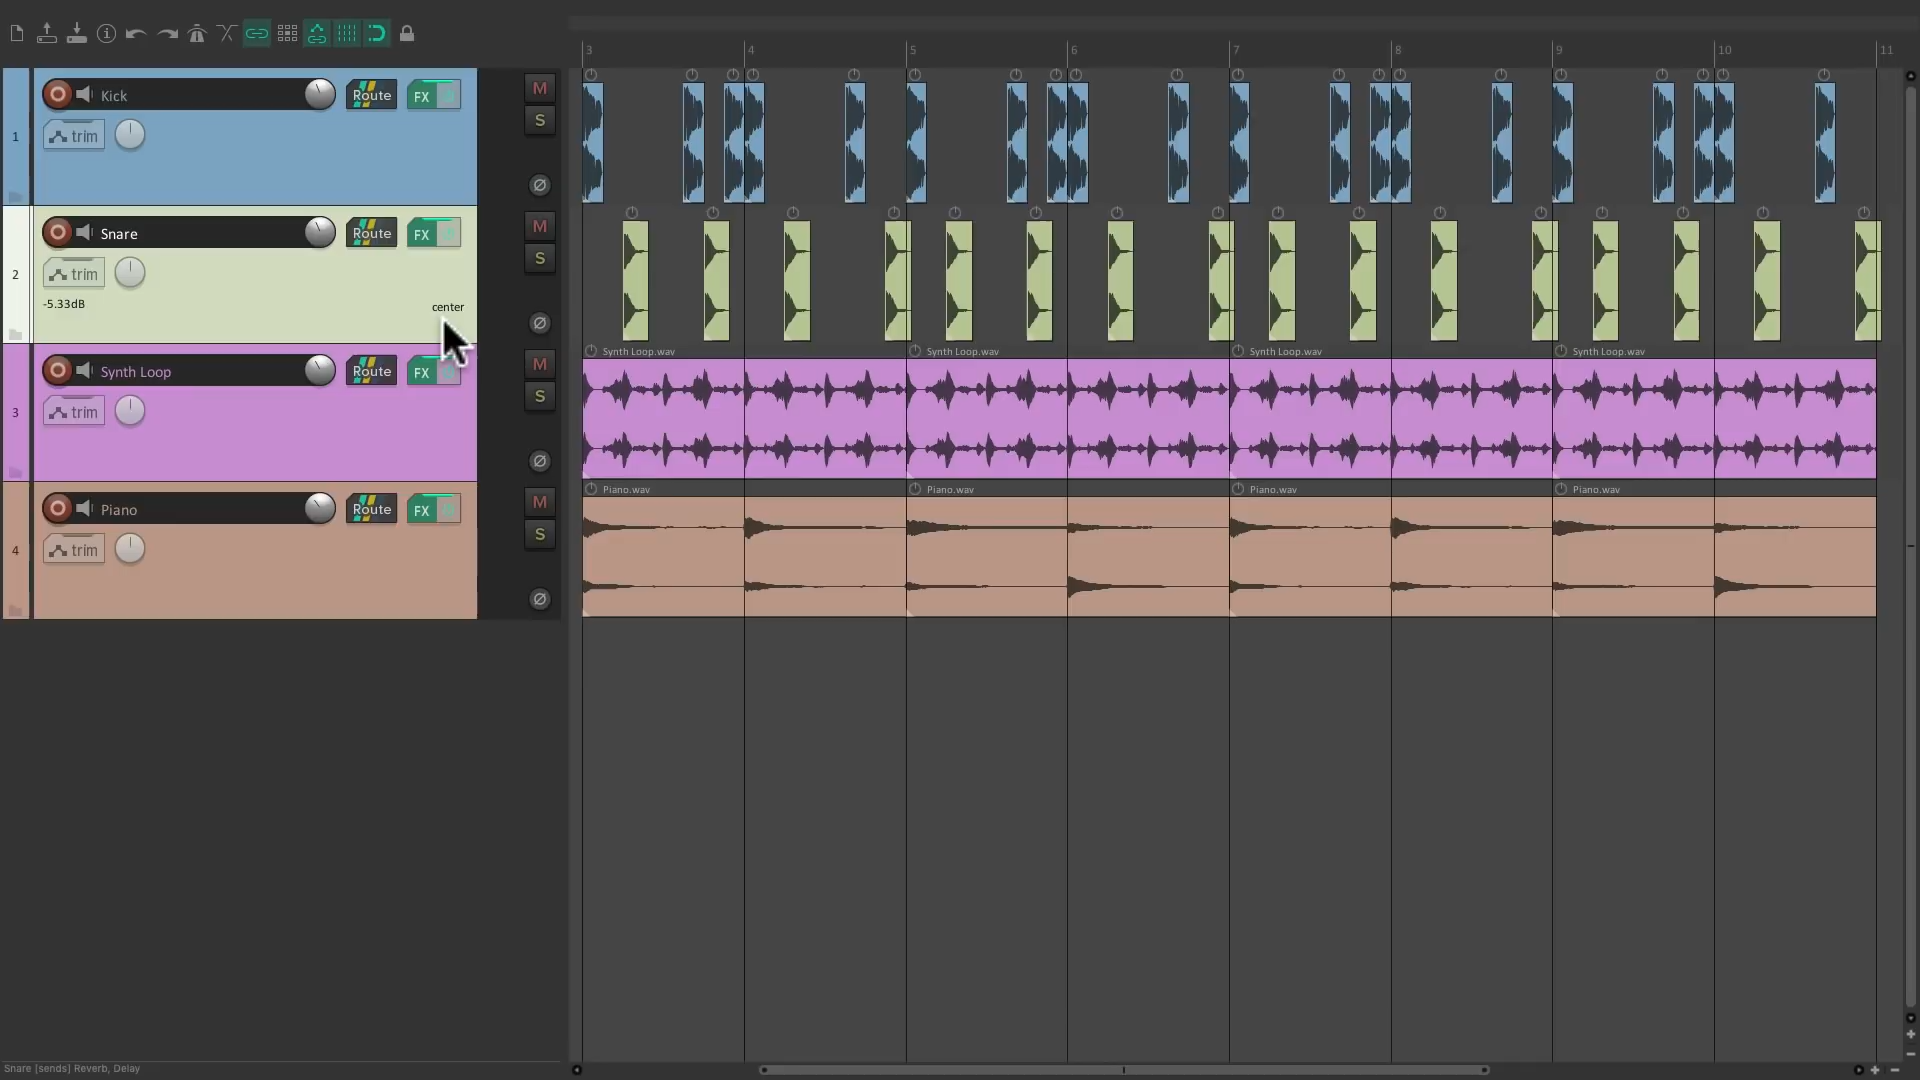 3 4 5 6 7 8 9 10 11
1 Kick Route FX M
trim S
2 Snare Route FX M
trim S
-5.33dB center
Synth Loop.wav Synth Loop.wav Synth Loop.wav Synth Loop.wav
3 Synth Loop Route FX M
trim S
Piano.wav Piano.wav Piano.wav Piano.wav
4 Piano Route FX M
trim S
Snare [sends] Reverb, Delay